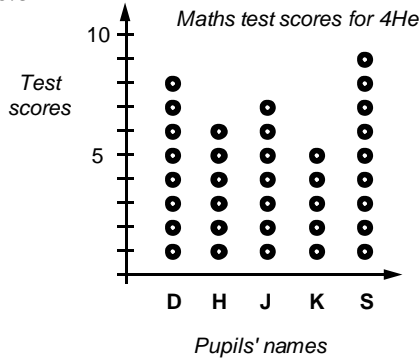 Maths test scores for 4He
10
Test
scores
5
D H J K S
Pupils' names